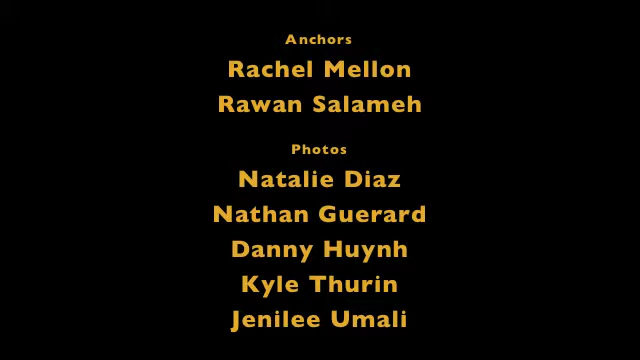 Anchors
Rachel Mellon
Rawan Salameh
Photos
Natalie Diaz
Nathan Guerard
Danny Huynh
Kyle Thurin
Jenilee Umali